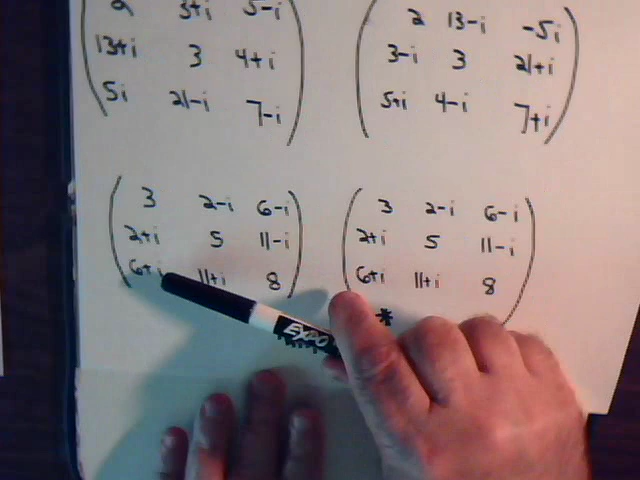 2 3+i 5-i
13+i 3 4+i
5i 21-i 7-i
2 13-i -5i
3-i 3 21+i
5+i 4-i 7+i
3 2-i 6-i
2+i 5 11-i
6+i 11+i 8
3 2-i 6-i
2+i 5 11-i
6+i 11+i 8
*
EXPO